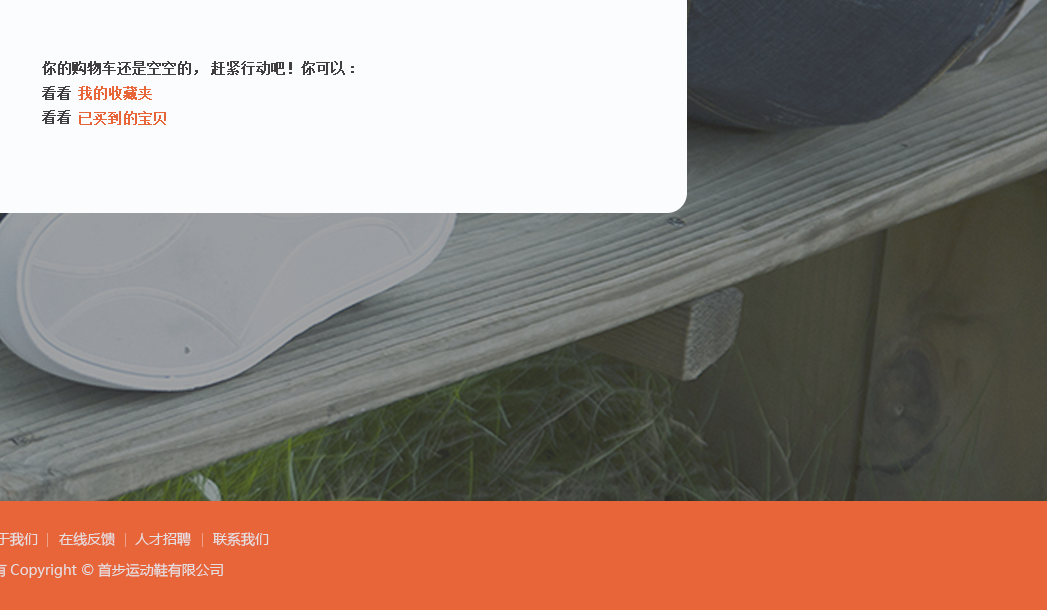 你的购物车还是空空的，赶紧行动吧！你可以：
看看 我的收藏夹
看看 已买到的宝贝
于我们 | 在线反馈 | 人才招聘 | 联系我们
有 Copyright © 首步运动鞋有限公司